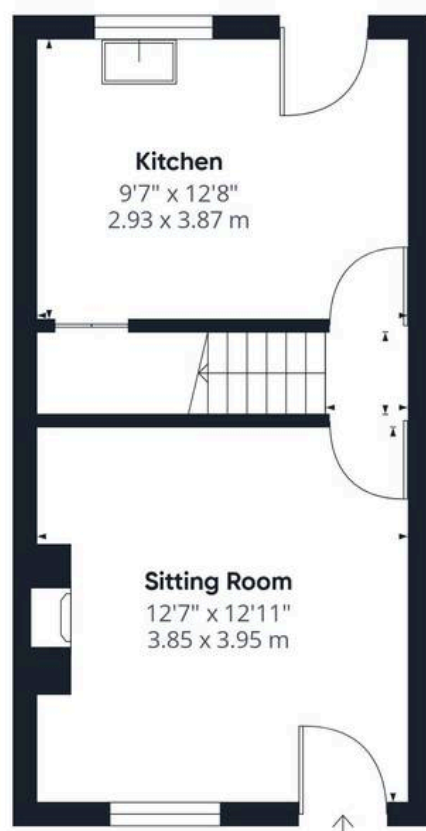 Kitchen
9'7" x 12'8"
2.93 x 3.87 m
Sitting Room
12'7" x 12'11"
3.85 x 3.95 m